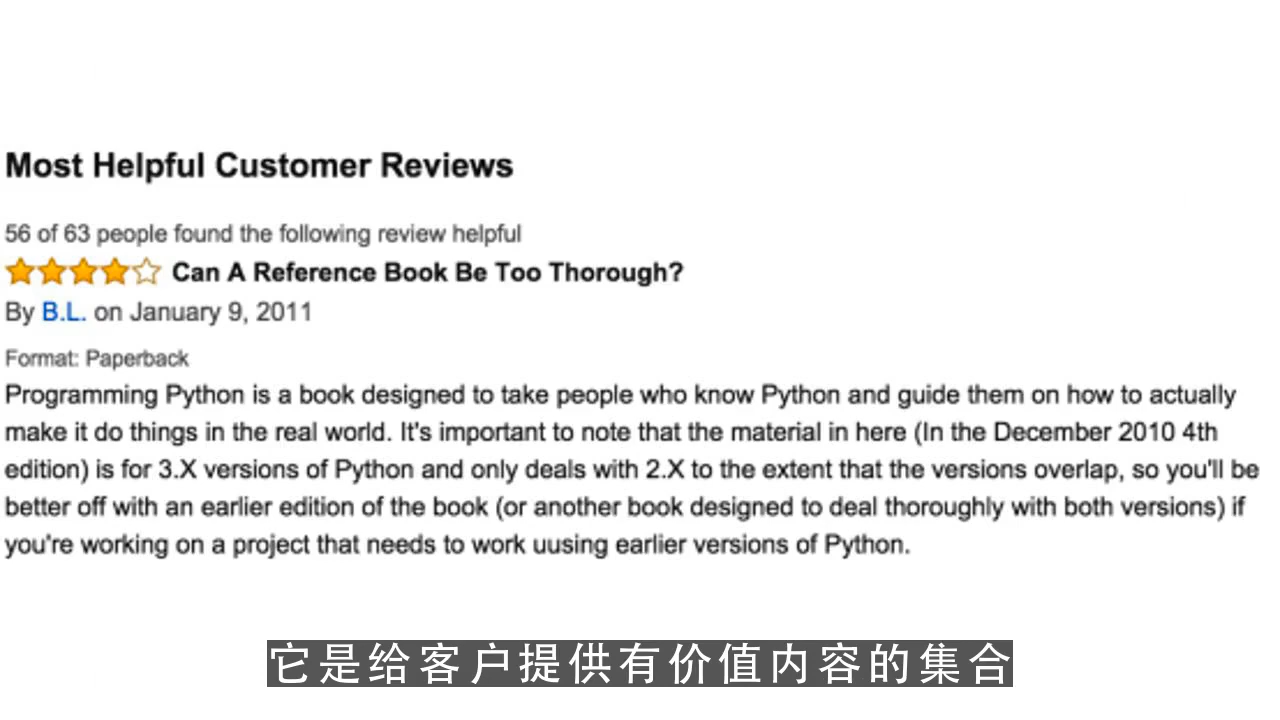 Most Helpful Customer Reviews
56 of 63 people found the following review helpful
Can A Reference Book Be Too Thorough?
By B.L. on January 9, 2011
Format: Paperback
Programming Python is a book designed to take people who know Python and guide them on how to actually
make it do things in the real world. It's important to note that the material in here (In the December 2010 4th
edition) is for 3.X versions of Python and only deals with 2.X to the extent that the versions overlap, so you'll be
better off with an earlier edition of the book (or another book designed to deal thoroughly with both versions) if
you're working on a project that needs to work uusing earlier versions of Python.
它是给客户提供有价值内容的集合